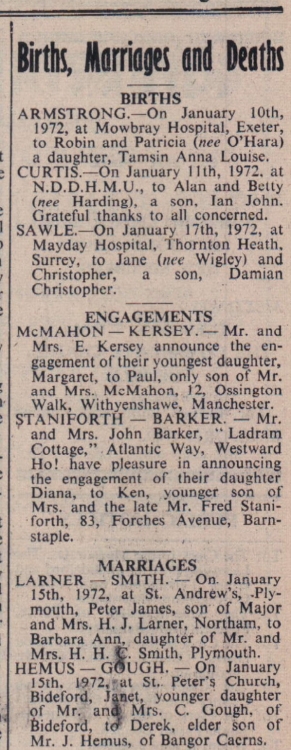 Births, Marriages and Deaths
BIRTHS
ARMSTRONG.—On January 10th,
1972, at Mowbray Hospital, Exeter,
to Robin and Patricia (nee O'Hara)
a daughter, Tamsin Anna Louise.
CURTIS.—On January 11th, 1972, at
N.D.D.H.M.U., to Alan and Betty
(nee Harding), a son, Ian John.
Grateful thanks to all concerned.
SAWLE.—On January 17th, 1972, at
Mayday Hospital, Thornton Heath,
Surrey, to Jane (nee Wigley) and
Christopher, a son, Damian
Christopher.
ENGAGEMENTS
McMAHON — KERSEY. — Mr. and
Mrs. E. Kersey announce the en-
gagement of their youngest daughter,
Margaret, to Paul, only son of Mr.
and Mrs. McMahon, 12, Ossington
Walk, Withyenshawe, Manchester.
STANIFORTH — BARKER. — Mr.
and Mrs. John Barker, "Ladram
Cottage," Atlantic Way, Westward
Ho! have pleasure in announcing
the engagement of their daughter
Diana, to Ken, younger son of
Mrs. and the late Mr. Fred Stani-
forth, 83, Forches Avenue, Barn-
staple.
MARRIAGES
LARNER — SMITH. — On January
15th, 1972, at St. Andrew's, Ply-
mouth, Peter James, son of Major
and Mrs. H. J. Larner, Northam, to
Barbara Ann, daughter of Mr. and
Mrs. H. H. C. Smith, Plymouth.
HEMUS — GOUGH. — On January
15th, 1972, at St. Peter's Church,
Bideford, Janet, younger daughter
of Mr. and Mrs. C. Gough, of
Bideford, to Derek, elder son of
Mr. J. Hemus, of Bangor Caerns.